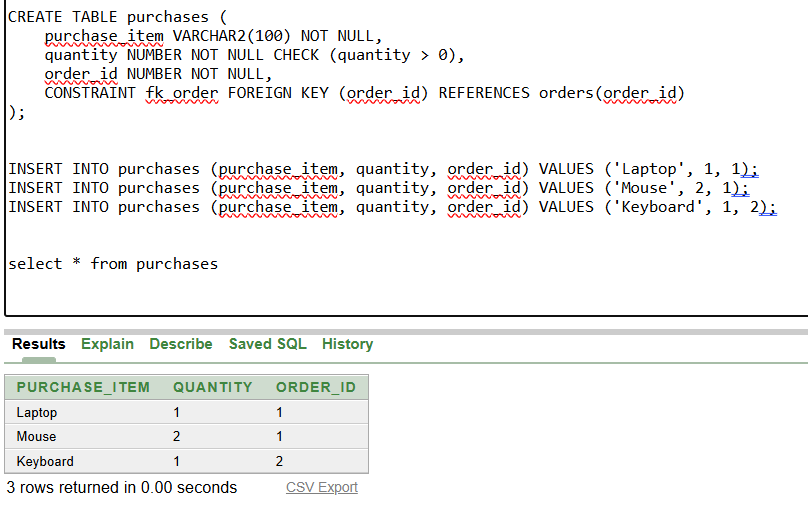 CREATE TABLE purchases (
    purchase_item VARCHAR2(100) NOT NULL,
    quantity NUMBER NOT NULL CHECK (quantity > 0),
    order_id NUMBER NOT NULL,
    CONSTRAINT fk_order FOREIGN KEY (order_id) REFERENCES orders(order_id)
);
INSERT INTO purchases (purchase_item, quantity, order_id) VALUES ('Laptop', 1, 1);
INSERT INTO purchases (purchase_item, quantity, order_id) VALUES ('Mouse', 2, 1);
INSERT INTO purchases (purchase_item, quantity, order_id) VALUES ('Keyboard', 1, 2);
select * from purchases
Results Explain Describe Saved SQL History
PURCHASE_ITEM QUANTITY ORDER_ID
Laptop 1 1
Mouse 2 1
Keyboard 1 2
3 rows returned in 0.00 seconds CSV Export